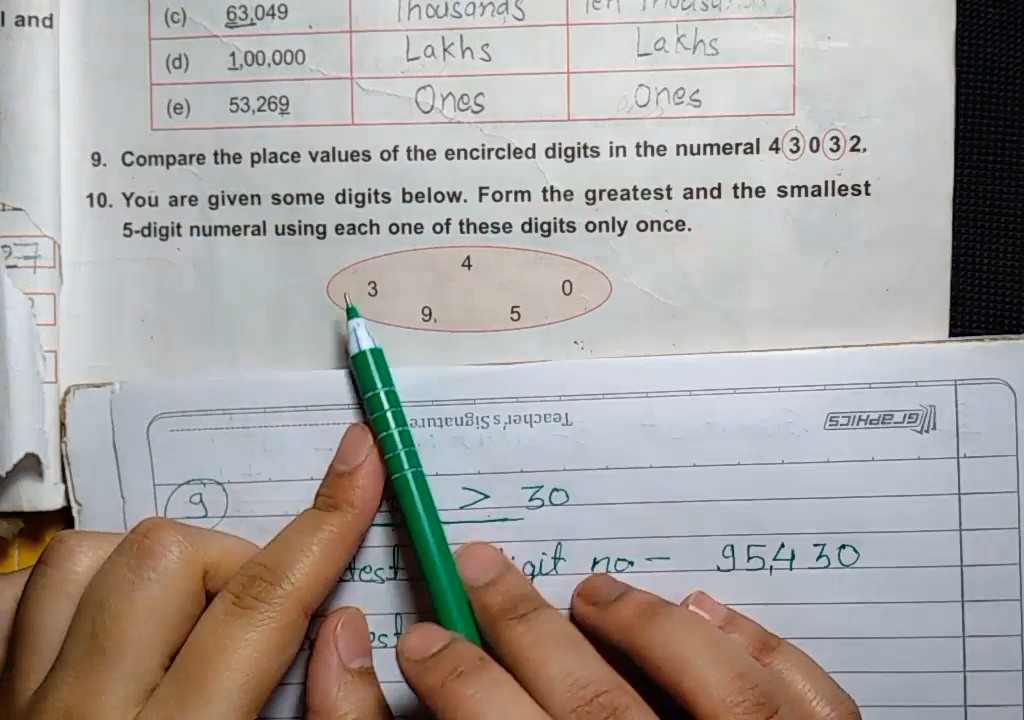 l and
(c) 63,049 Thousands
(d) 1,00,000 Lakhs Lakhs
(e) 53,269 Ones Ones
9. Compare the place values of the encircled digits in the numeral 43032.
10. You are given some digits below. Form the greatest and the smallest
5-digit numeral using each one of these digits only once.
4
3 0
9, 5
27
Teacher's Signature GRAPHICS
9 > 30
git no - 95,430